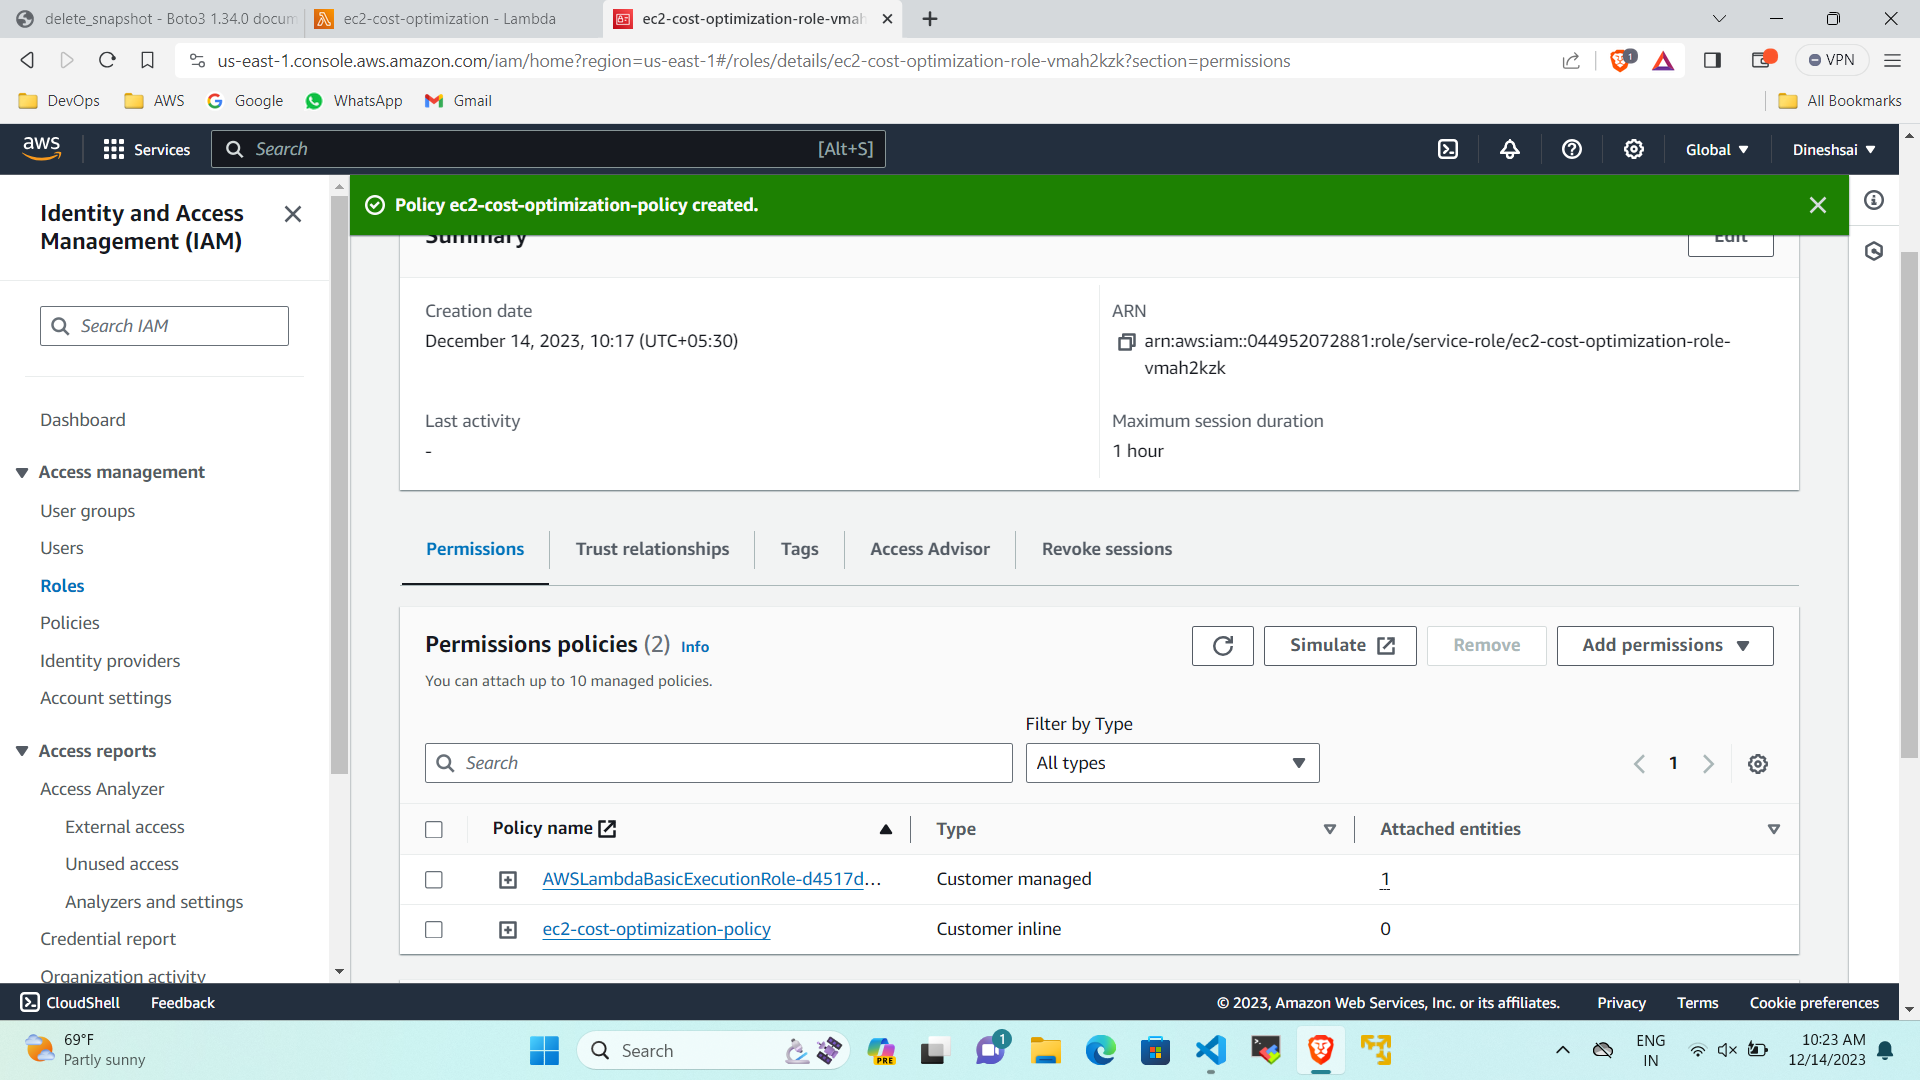 delete_snapshot - Boto3 1.34.0 docum
ec2-cost-optimization - Lambda
ec2-cost-optimization-role-vmah
us-east-1.console.aws.amazon.com/iam/home?region=us-east-1#/roles/details/ec2-cost-optimization-role-vmah2kzk?section=permissions
1
VPN
DevOps
AWS
Google
WhatsApp
Gmail
All Bookmarks
aws
Services
Search
[Alt+S]
Global
Dineshsai
Identity and Access
Management (IAM)
Search IAM
Dashboard
Access management
User groups
Users
Roles
Policies
Identity providers
Account settings
Access reports
Access Analyzer
External access
Unused access
Analyzers and settings
Credential report
Organization activity
Policy ec2-cost-optimization-policy created.
Summary
Edit
Creation date
December 14, 2023, 10:17 (UTC+05:30)
ARN
arn:aws:iam::044952072881:role/service-role/ec2-cost-optimization-role-
vmah2kzk
Last activity
-
Maximum session duration
1 hour
Permissions
Trust relationships
Tags
Access Advisor
Revoke sessions
Permissions policies (2) Info
You can attach up to 10 managed policies.
Simulate
Remove
Add permissions
Filter by Type
Search
All types
1
Policy name
Type
Attached entities
AWSLambdaBasicExecutionRole-d4517d...
Customer managed
1
ec2-cost-optimization-policy
Customer inline
0
CloudShell
Feedback
© 2023, Amazon Web Services, Inc. or its affiliates.
Privacy
Terms
Cookie preferences
69°F
Partly sunny
Search
PRE
1
ENG
IN
10:23 AM
12/14/2023